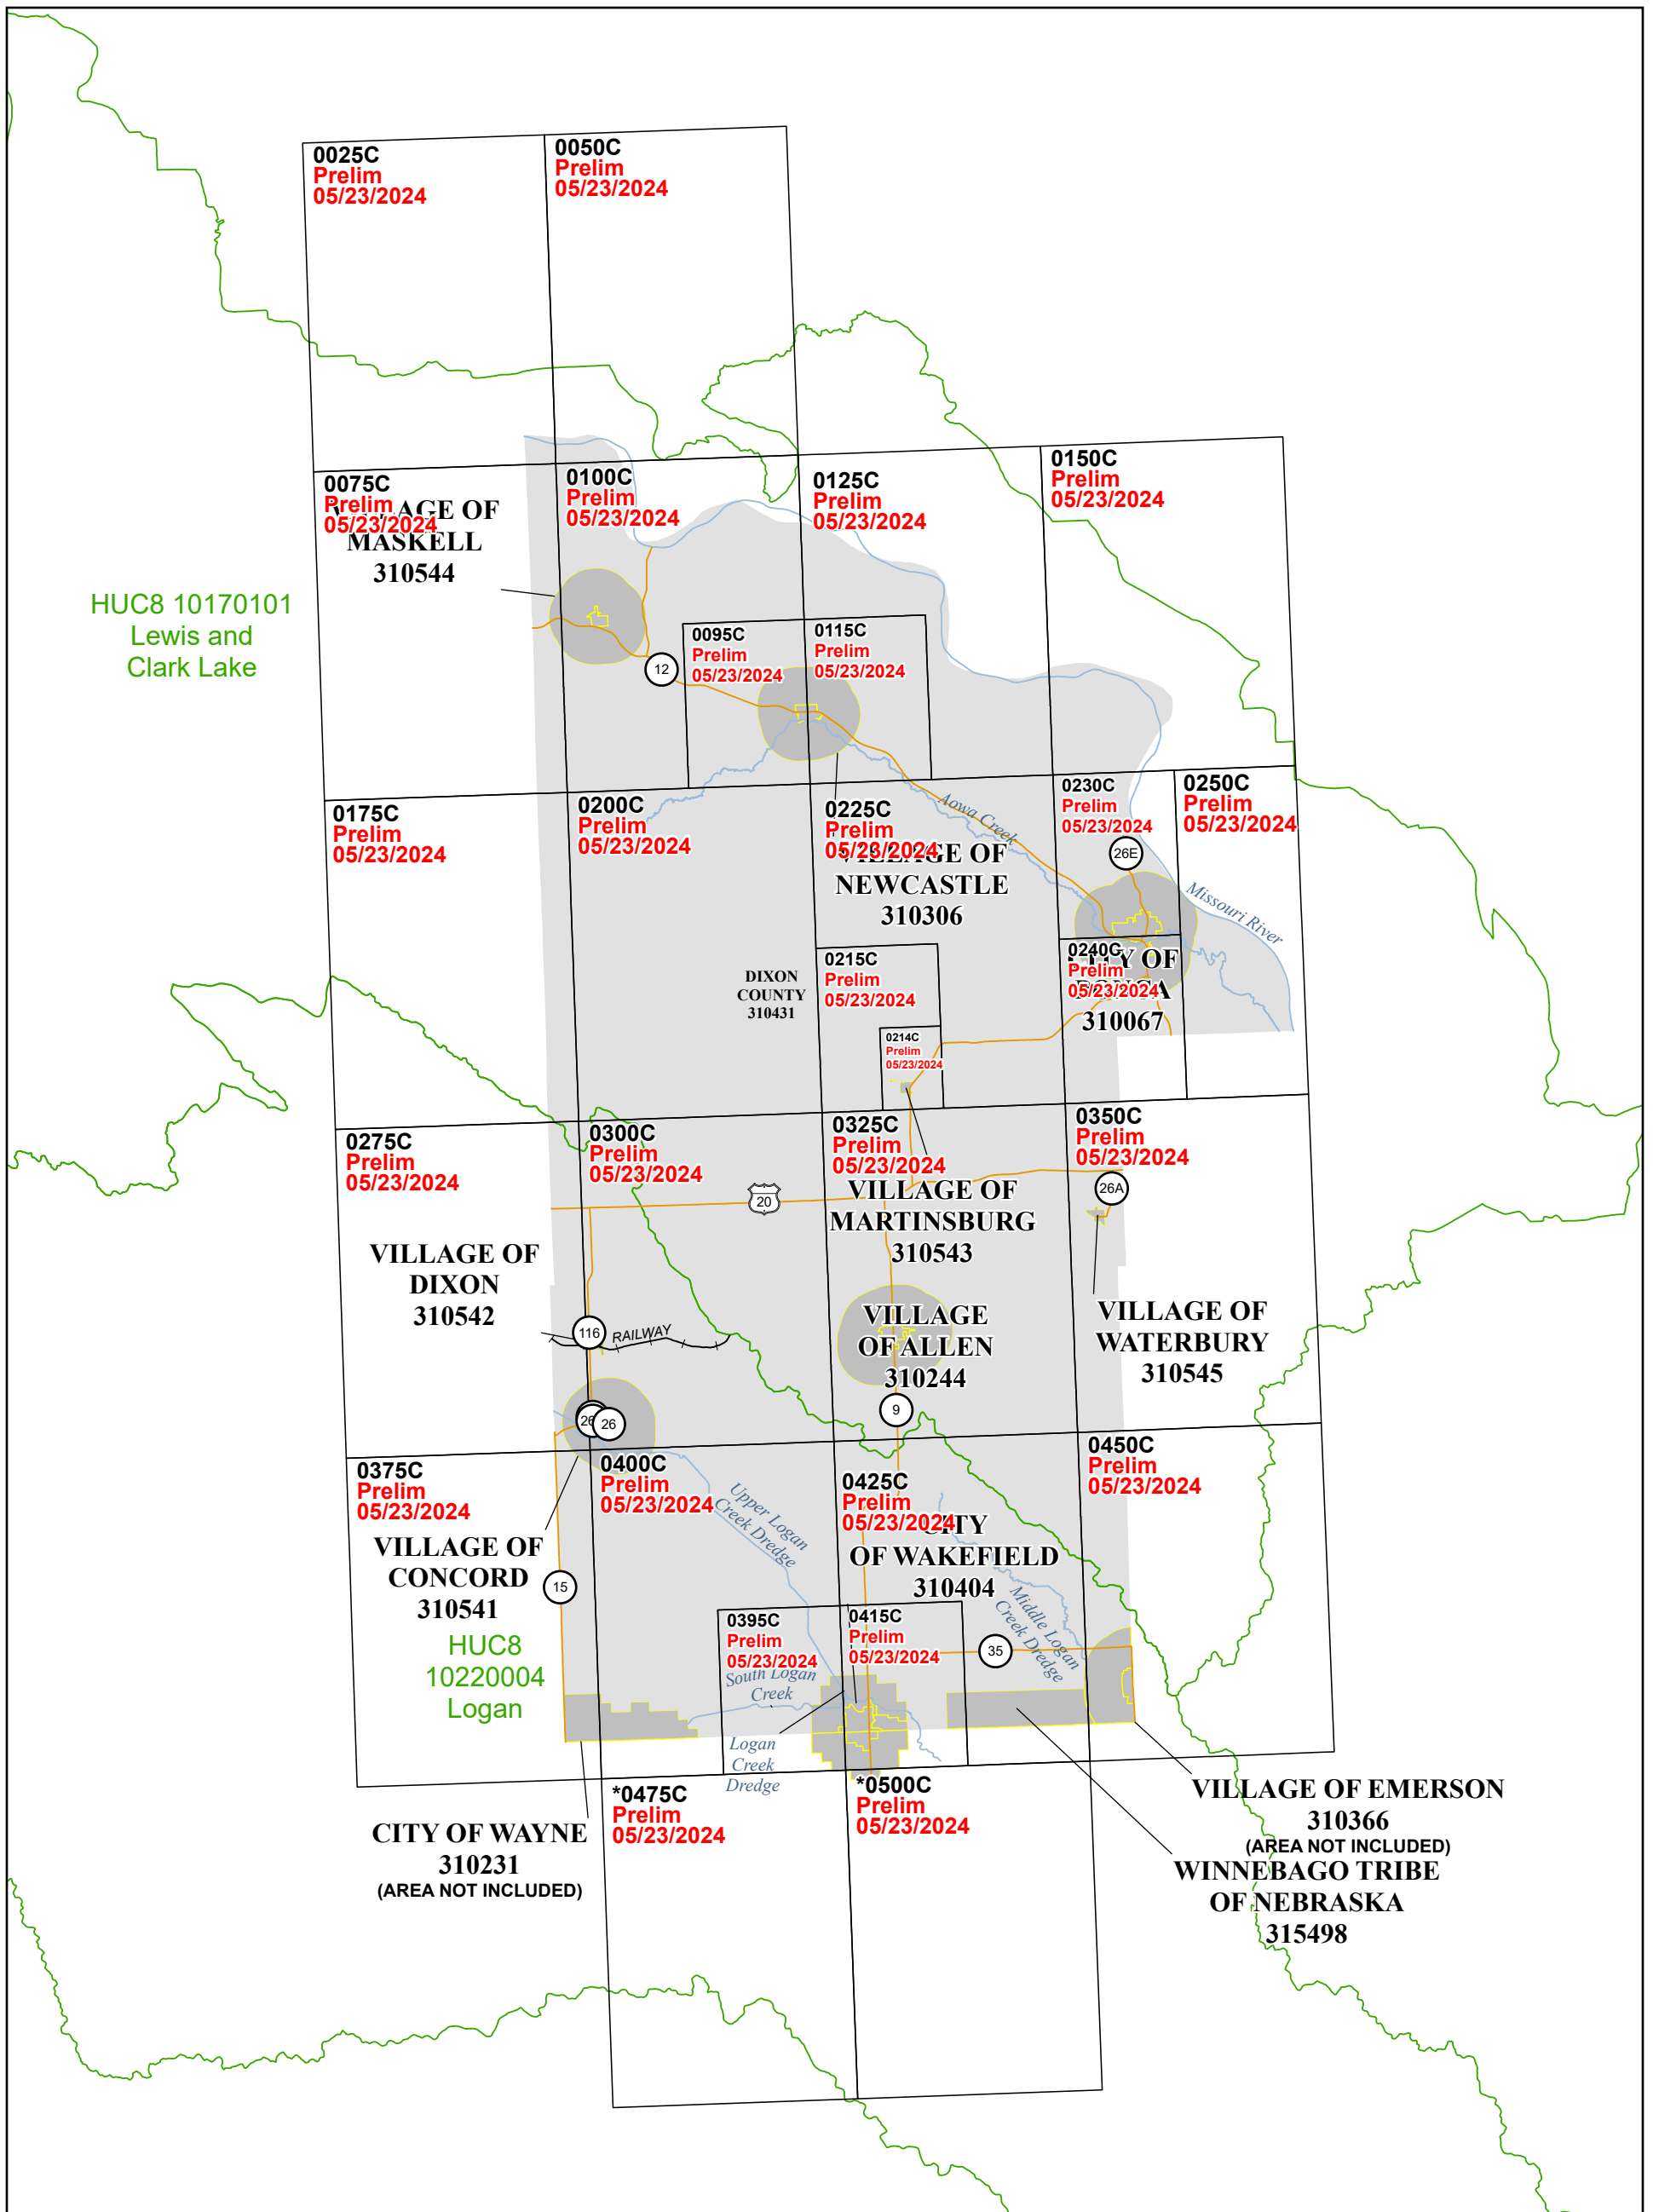 0025C
Prelim
05/23/2024
0050C
Prelim
05/23/2024
0075C
Prelim
05/23/2024
VILLAGE OF
MASKELL
310544
0100C
Prelim
05/23/2024
0125C
Prelim
05/23/2024
0150C
Prelim
05/23/2024
HUC8 10170101
Lewis and
Clark Lake
0095C
Prelim
05/23/2024
0115C
Prelim
05/23/2024
12
0175C
Prelim
05/23/2024
0200C
Prelim
05/23/2024
0225C
Prelim
05/23/2024
VILLAGE OF
NEWCASTLE
310306
Aowa Creek
0230C
Prelim
05/23/2024
0250C
Prelim
05/23/2024
26E
Missouri River
0240C
Prelim
05/23/2024
CITY OF
PONCA
310067
DIXON
COUNTY
310431
0215C
Prelim
05/23/2024
0214C
Prelim
05/23/2024
0275C
Prelim
05/23/2024
0300C
Prelim
05/23/2024
0325C
Prelim
05/23/2024
0350C
Prelim
05/23/2024
20
26A
VILLAGE OF
MARTINSBURG
310543
VILLAGE OF
DIXON
310542
116
RAILWAY
VILLAGE
OF ALLEN
310244
VILLAGE OF
WATERBURY
310545
9
26
26
0375C
Prelim
05/23/2024
0400C
Prelim
05/23/2024
0425C
Prelim
05/23/2024
0450C
Prelim
05/23/2024
Upper Logan
Creek Dredge
CITY
OF WAKEFIELD
310404
VILLAGE OF
CONCORD
310541
15
Middle Logan
Creek Dredge
0395C
Prelim
05/23/2024
0415C
Prelim
05/23/2024
35
HUC8
10220004
Logan
South Logan
Creek
Logan
Creek
Dredge
*0475C
Prelim
05/23/2024
*0500C
Prelim
05/23/2024
VILLAGE OF EMERSON
310366
(AREA NOT INCLUDED)
CITY OF WAYNE
310231
(AREA NOT INCLUDED)
WINNEBAGO TRIBE
OF NEBRASKA
315498